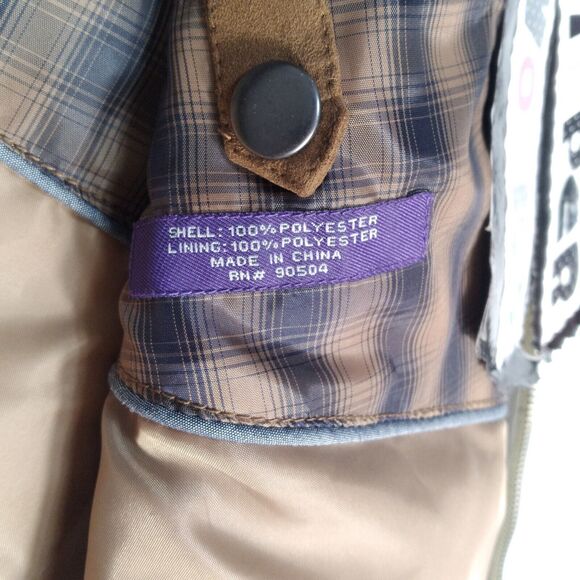 SHELL: 100% POLYESTER
LINING: 100% POLYESTER
MADE IN CHINA
RN# 90504